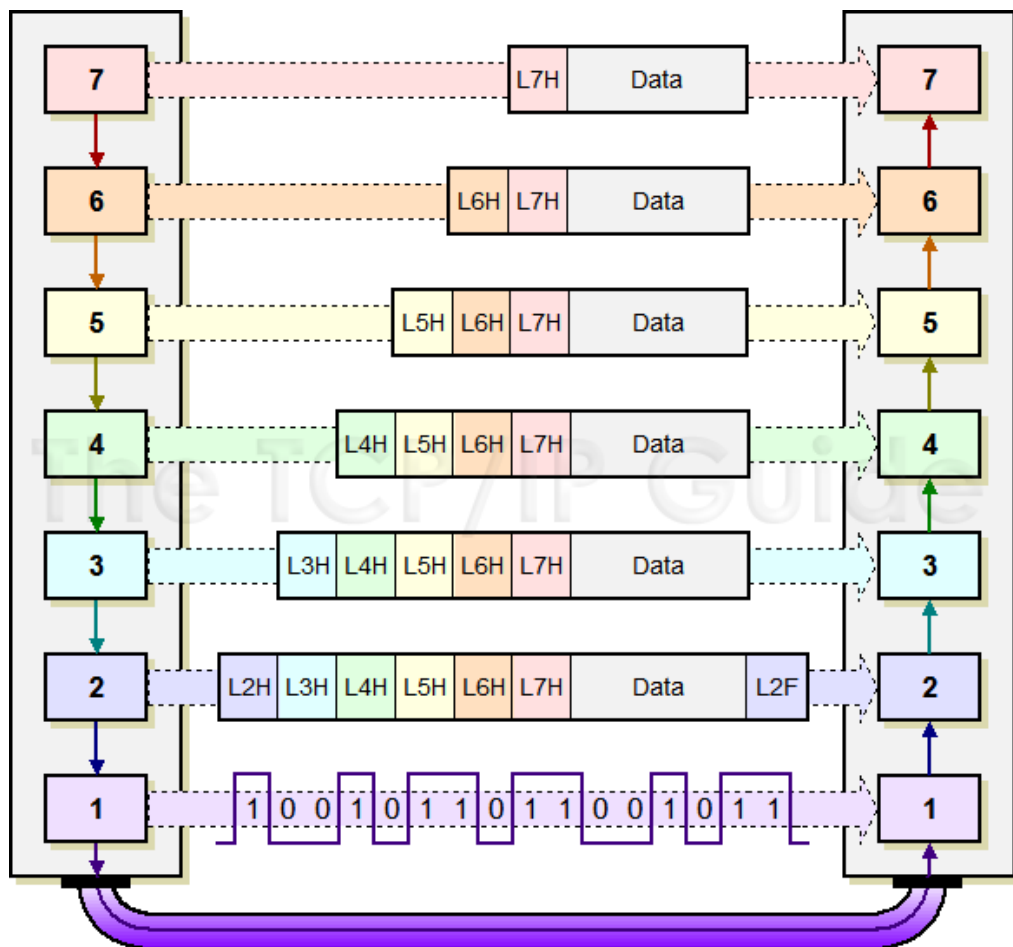 7 L7H Data 7
6 L6H L7H Data 6
5 L5H L6H L7H Data 5
4 L4H L5H L6H L7H Data 4
The TCP/IP Guide
3 L3H L4H L5H L6H L7H Data 3
2 L2H L3H L4H L5H L6H L7H Data L2F 2
1 1 0 0 1 0 1 1 0 1 1 0 0 1 0 1 1 1